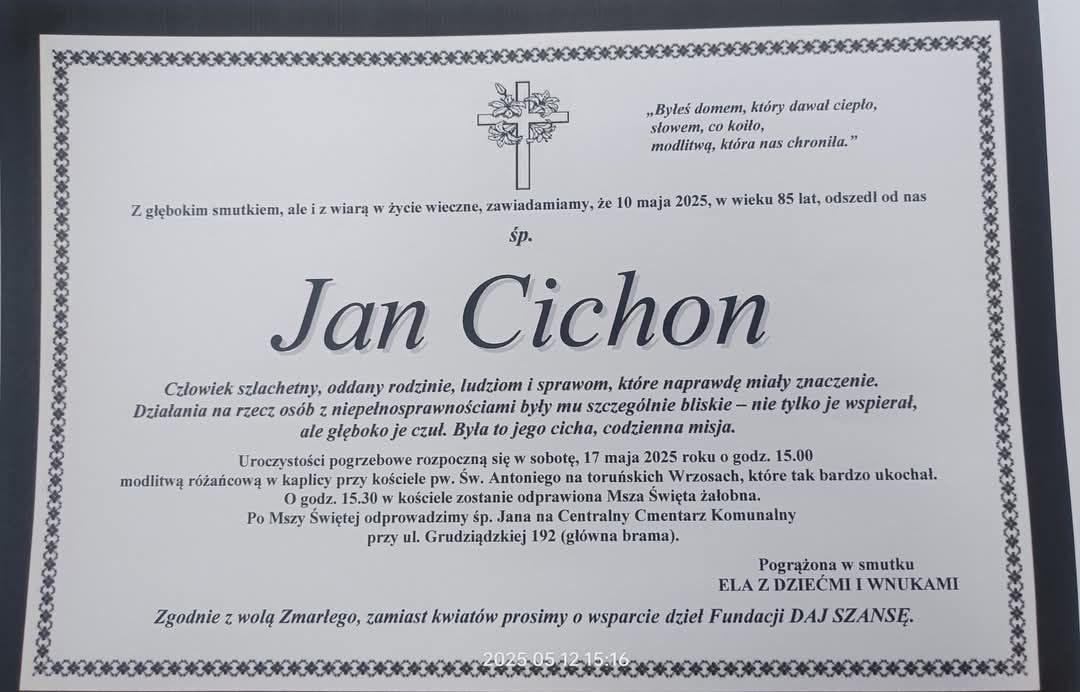 „Byłeś domem, który dawał ciepło,
słowem, co koiło,
modlitwą, która nas chroniła.”
Z głębokim smutkiem, ale i z wiarą w życie wieczne, zawiadamiamy, że 10 maja 2025, w wieku 85 lat, odszedł od nas
śp.
Jan Cichon
Człowiek szlachetny, oddany rodzinie, ludziom i sprawom, które naprawdę miały znaczenie.
Działania na rzecz osób z niepełnosprawnościami były mu szczególnie bliskie – nie tylko je wspierał,
ale głęboko je czuł. Była to jego cicha, codzienna misja.
Uroczystości pogrzebowe rozpoczną się w sobotę, 17 maja 2025 roku o godz. 15.00
modlitwą różańcową w kaplicy przy kościele pw. Św. Antoniego na toruńskich Wrzosach, które tak bardzo ukochał.
O godz. 15.30 w kościele zostanie odprawiona Msza Święta żałobna.
Po Mszy Świętej odprowadzimy śp. Jana na Centralny Cmentarz Komunalny
przy ul. Grudziądzkiej 192 (główna brama).
Pogrążona w smutku
ELA Z DZIEĆMI I WNUKAMI
Zgodnie z wolą Zmarłego, zamiast kwiatów prosimy o wsparcie dzieł Fundacji DAJ SZANSĘ.
2025.05.12 15:16